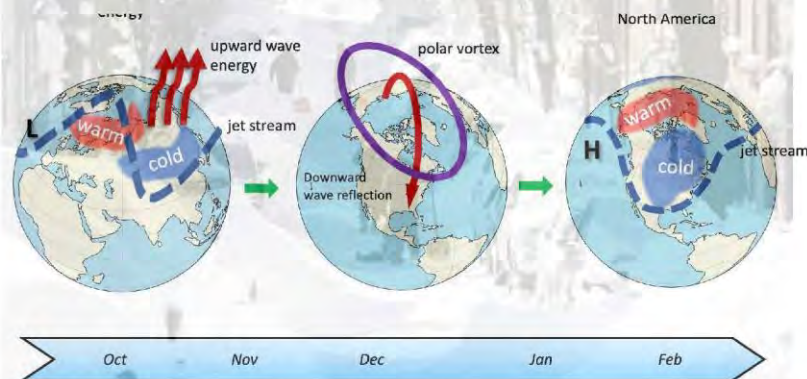 energy
North America
upward wave
energy
polar vortex
L
warm
jet stream
cold
Downward
wave reflection
warm
H
cold
jet stream
Oct Nov Dec Jan Feb